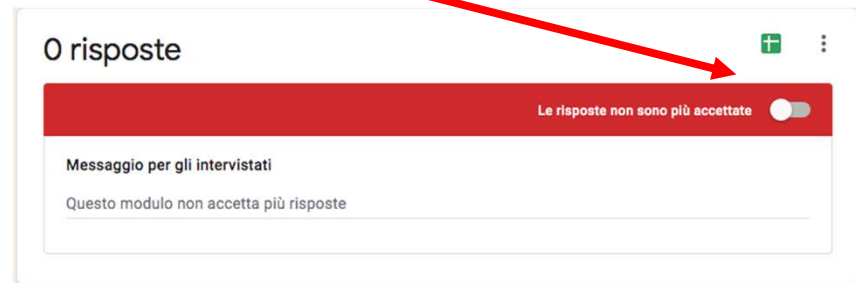 0 risposte
Le risposte non sono più accettate
Messaggio per gli intervistati
Questo modulo non accetta più risposte